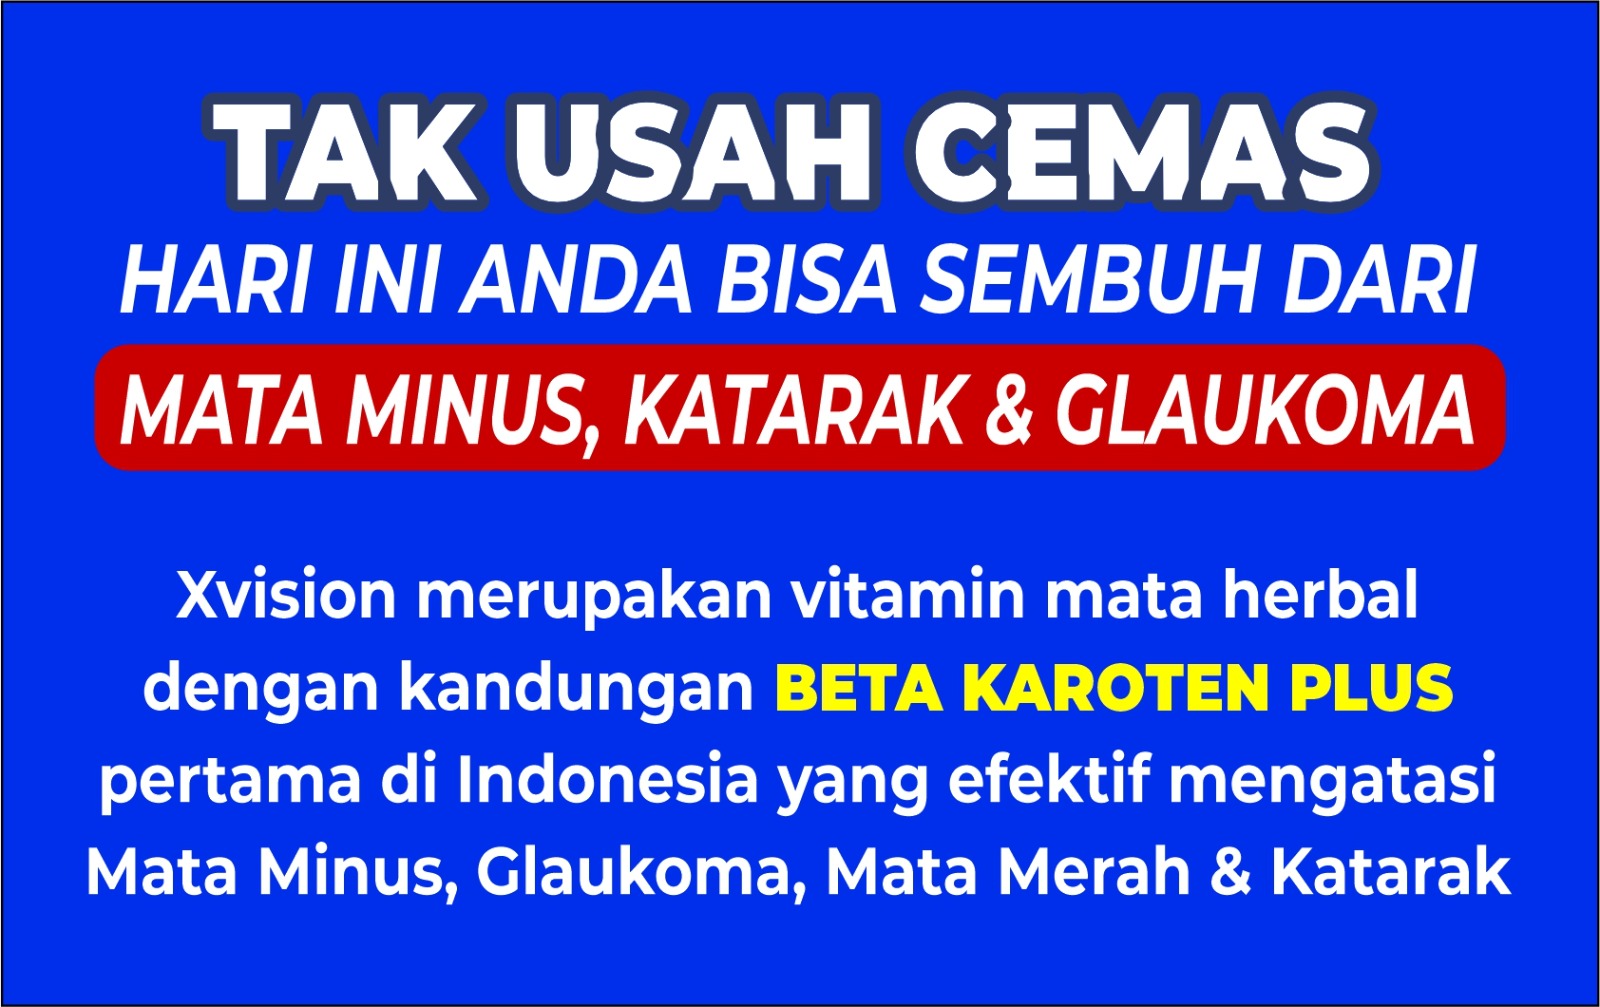 TAK USAH CEMAS
HARI INI ANDA BISA SEMBUH DARI
MATA MINUS, KATARAK & GLAUKOMA
Xvision merupakan vitamin mata herbal
dengan kandungan BETA KAROTEN PLUS
pertama di Indonesia yang efektif mengatasi
Mata Minus, Glaukoma, Mata Merah & Katarak